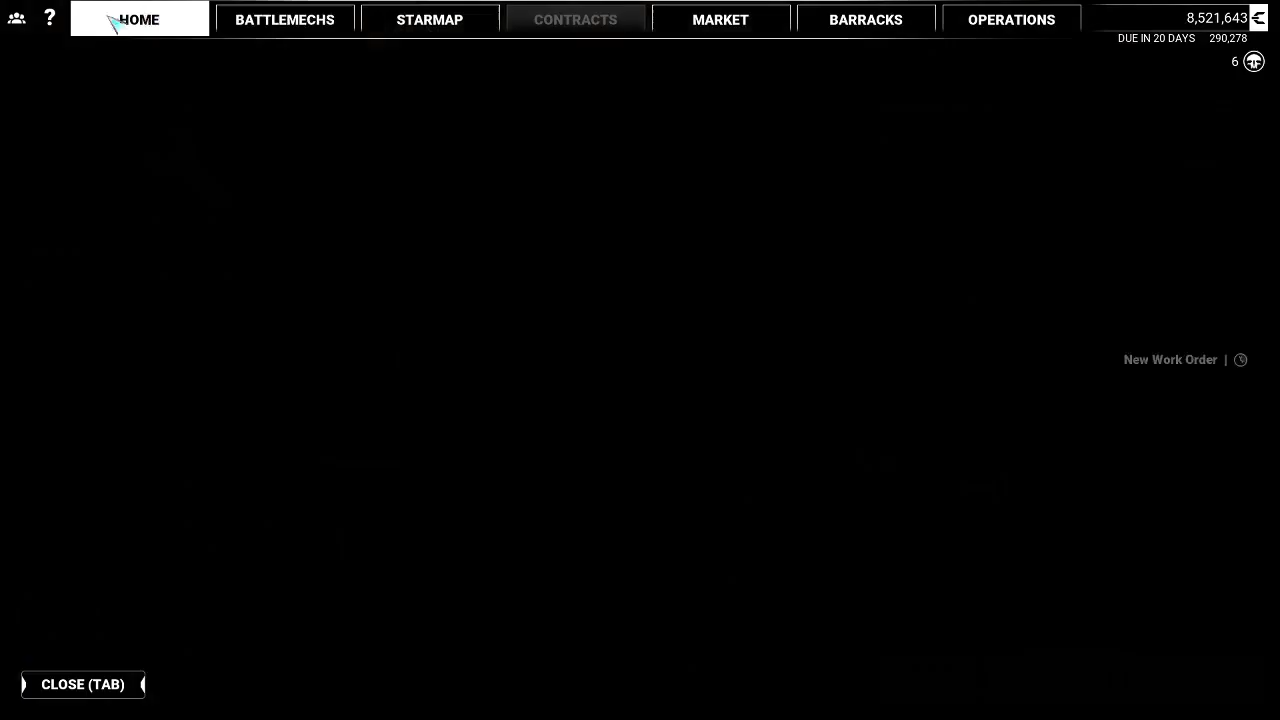 ? HOME BATTLEMECHS STARMAP CONTRACTS MARKET BARRACKS OPERATIONS 8,521,643
DUE IN 20 DAYS 290,278
6
New Work Order |
CLOSE (TAB)